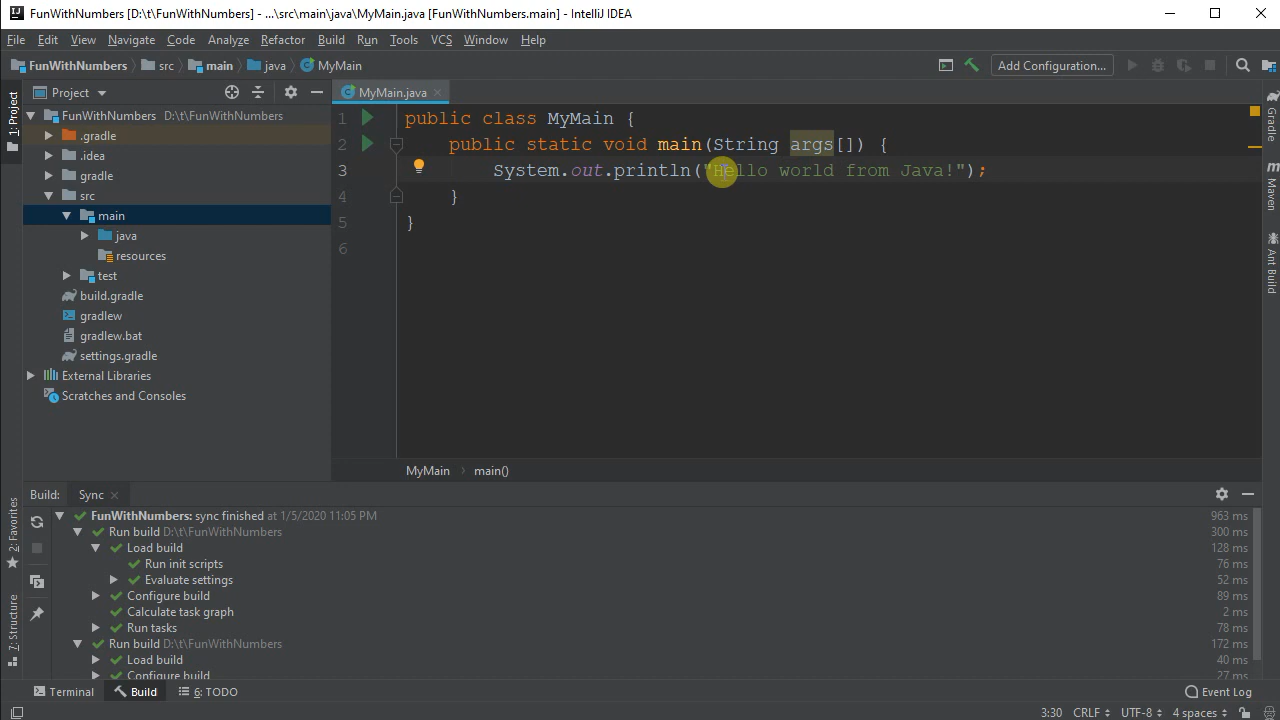 FunWithNumbers [D:\t\FunWithNumbers] - ...\src\main\java\MyMain.java [FunWithNumbers.main] - IntelliJ IDEA
File Edit View Navigate Code Analyze Refactor Build Run Tools VCS Window Help
FunWithNumbers src main java MyMain Add Configuration...
1: Project
Project
MyMain.java
FunWithNumbers D:\t\FunWithNumbers
.gradle
.idea
gradle
src
main
java
resources
test
build.gradle
gradlew
gradlew.bat
settings.gradle
External Libraries
Scratches and Consoles
1 public class MyMain {
2 public static void main(String args[]) {
3 System.out.println("Hello world from Java!");
4 }
5 }
6
MyMain main()
Gradle
Maven
Ant Build
Build: Sync
FunWithNumbers: sync finished at 1/5/2020 11:05 PM 963 ms
Run build D:\t\FunWithNumbers 300 ms
Load build 128 ms
Run init scripts 76 ms
Evaluate settings 52 ms
Configure build 89 ms
Calculate task graph 2 ms
Run tasks 78 ms
Run build D:\t\FunWithNumbers 172 ms
Load build 40 ms
Configure build 27 ms
2: Favorites
7: Structure
Terminal Build 6: TODO Event Log
3:30 CRLF UTF-8 4 spaces